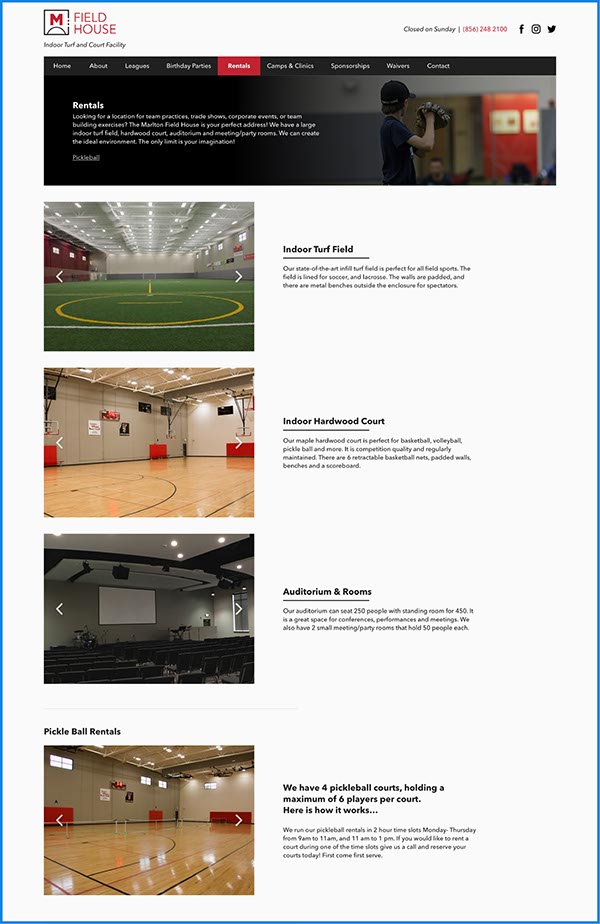 M FIELD
HOUSE
Indoor Turf and Court Facility
Closed on Sunday | (856) 248 2100
Home About Leagues Birthday Parties Rentals Camps & Clinics Sponsorships Waivers Contact
Rentals
Looking for a location for team practices, trade shows, corporate events, or team
building exercises? The Marlton Field House is your perfect address! We have a large
indoor turf field, hardwood court, auditorium and meeting/party rooms. We can create
the ideal environment. The only limit is your imagination!
Pickleball
Indoor Turf Field
Our state-of-the-art infill turf field is perfect for all field sports. The
field is lined for soccer, and lacrosse. The walls are padded, and
there are metal benches outside the enclosure for spectators.
Indoor Hardwood Court
Our maple hardwood court is perfect for basketball, volleyball,
pickle ball and more. It is competition quality and regularly
maintained. There are 6 retractable basketball nets, padded walls,
benches and a scoreboard.
Auditorium & Rooms
Our auditorium can seat 250 people with standing room for 450. It
is a great space for conferences, performances and meetings. We
also have 2 small meeting/party rooms that hold 50 people each.
Pickle Ball Rentals
We have 4 pickleball courts, holding a
maximum of 6 players per court.
Here is how it works...
We run our pickleball rentals in 2 hour time slots Monday- Thursday
from 9am to 11am, and 11 am to 1 pm. If you would like to rent a
court during one of the time slots give us a call and reserve your
courts today! First come first serve.